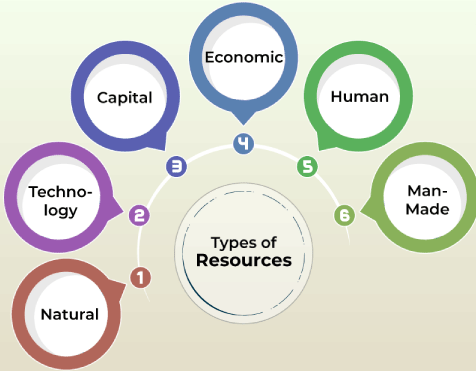 Economic
Capital
Human
Techno-
logy
Man-
Made
Natural
1
2
3
4
5
6
Types of
Resources